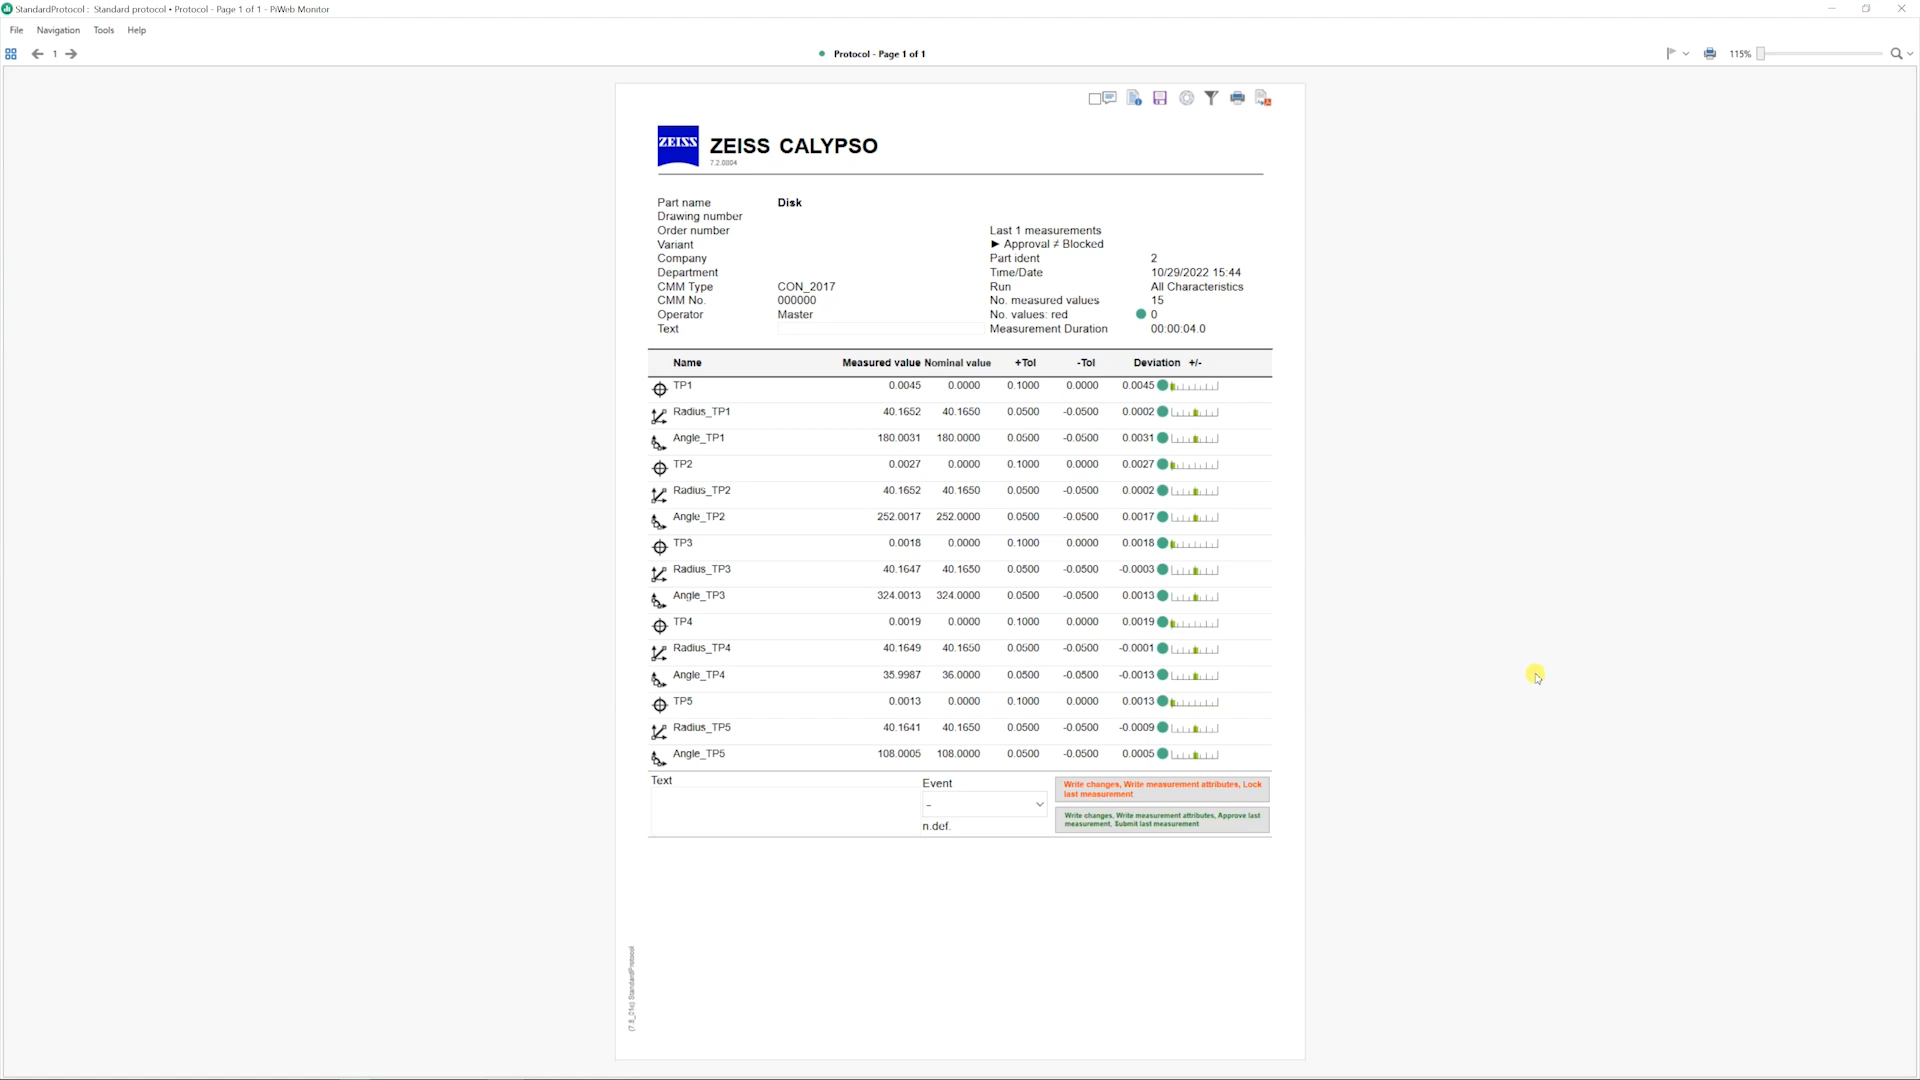 StandardProtocol : Standard protocol • Protocol - Page 1 of 1 - PiWeb Monitor
File Navigation Tools Help
1
Protocol - Page 1 of 1
115%
ZEISS
ZEISS CALYPSO
7.2.0804
Part name Disk
Drawing number
Order number Last 1 measurements
Variant ► Approval ≠ Blocked
Company Part ident 2
Department Time/Date 10/29/2022 15:44
CMM Type CON_2017 Run All Characteristics
CMM No. 000000 No. measured values 15
Operator Master No. values: red 0
Text Measurement Duration 00:00:04.0
Name Measured value Nominal value +Tol -Tol Deviation +/-
TP1 0.0045 0.0000 0.1000 0.0000 0.0045
Radius_TP1 40.1652 40.1650 0.0500 -0.0500 0.0002
Angle_TP1 180.0031 180.0000 0.0500 -0.0500 0.0031
TP2 0.0027 0.0000 0.1000 0.0000 0.0027
Radius_TP2 40.1652 40.1650 0.0500 -0.0500 0.0002
Angle_TP2 252.0017 252.0000 0.0500 -0.0500 0.0017
TP3 0.0018 0.0000 0.1000 0.0000 0.0018
Radius_TP3 40.1647 40.1650 0.0500 -0.0500 -0.0003
Angle_TP3 324.0013 324.0000 0.0500 -0.0500 0.0013
TP4 0.0019 0.0000 0.1000 0.0000 0.0019
Radius_TP4 40.1649 40.1650 0.0500 -0.0500 -0.0001
Angle_TP4 35.9987 36.0000 0.0500 -0.0500 -0.0013
TP5 0.0013 0.0000 0.1000 0.0000 0.0013
Radius_TP5 40.1641 40.1650 0.0500 -0.0500 -0.0009
Angle_TP5 108.0005 108.0000 0.0500 -0.0500 0.0005
Text
Event
–
n.def.
Write changes, Write measurement attributes, Lock
last measurement
Write changes, Write measurement attributes, Approve last
measurement, Submit last measurement
StandardProtocol